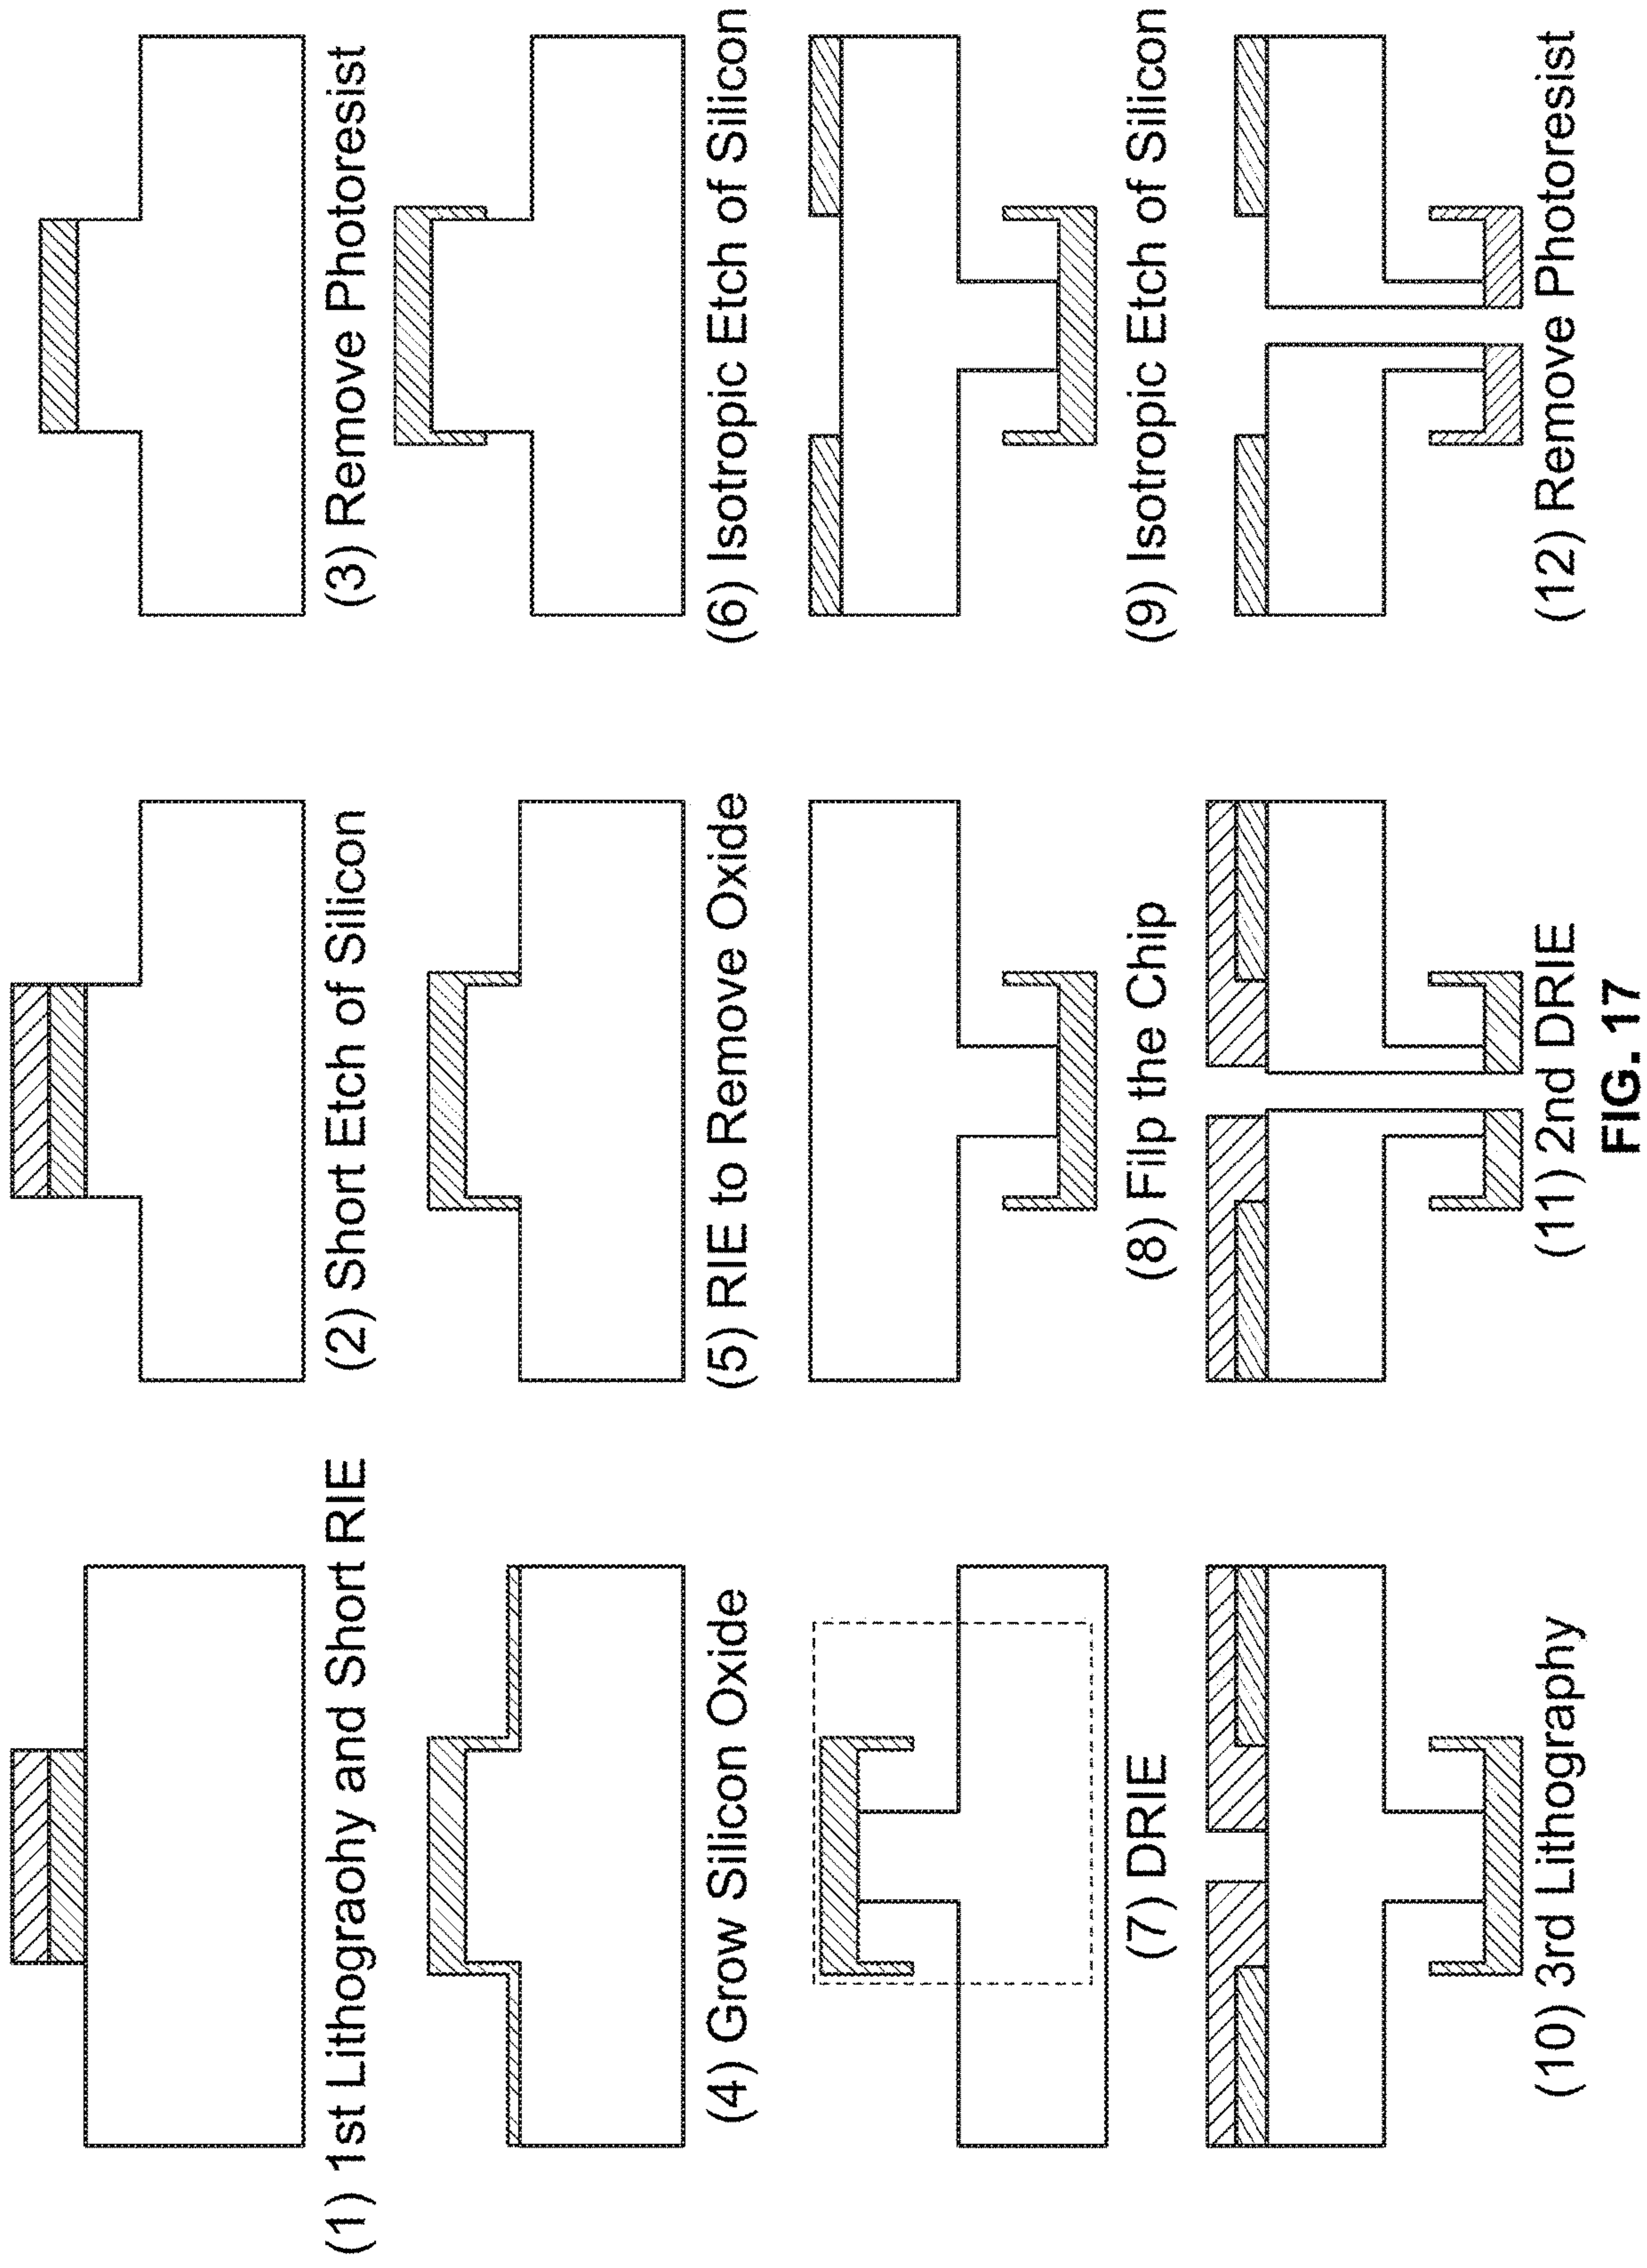 (1) 1st Lithograohy and Short RIE
(2) Short Etch of Silicon
(3) Remove Photoresist
(4) Grow Silicon Oxide
(5) RIE to Remove Oxide
(6) Isotropic Etch of Silicon
(7) DRIE
(8) Filp the Chip
(9) Isotropic Etch of Silicon
(10) 3rd Lithography
(11) 2nd DRIE
(12) Remove Photoresist
FIG. 17